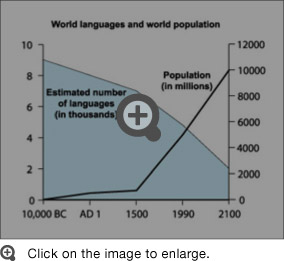 World languages and world population
10
8
6
4
2
0
12000
10000
8000
6000
4000
2000
0
Population
(in millions)
Estimated number
of languages
(in thousands)
10,000 BC AD 1 1500 1990 2100
Click on the image to enlarge.